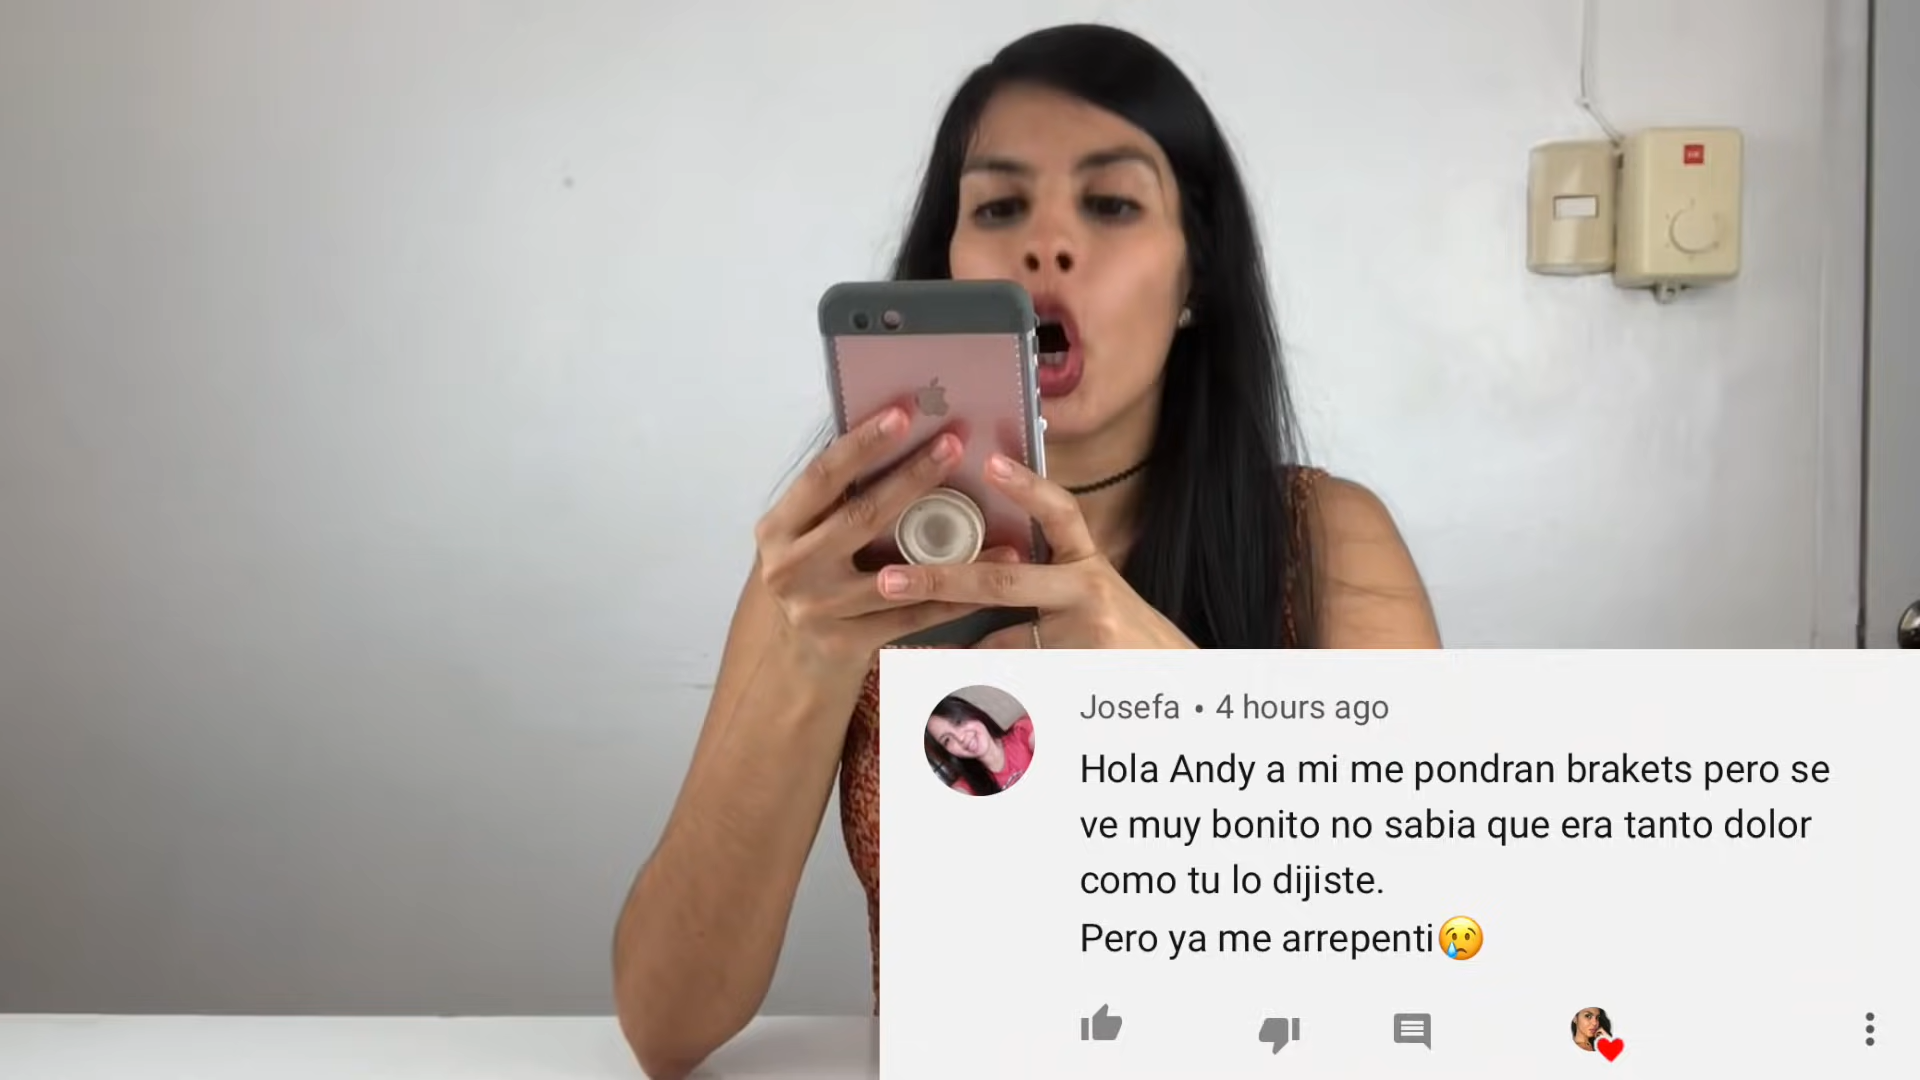 Josefa • 4 hours ago
Hola Andy a mi me pondran brakets pero se
ve muy bonito no sabia que era tanto dolor
como tu lo dijiste.
Pero ya me arrepenti😢